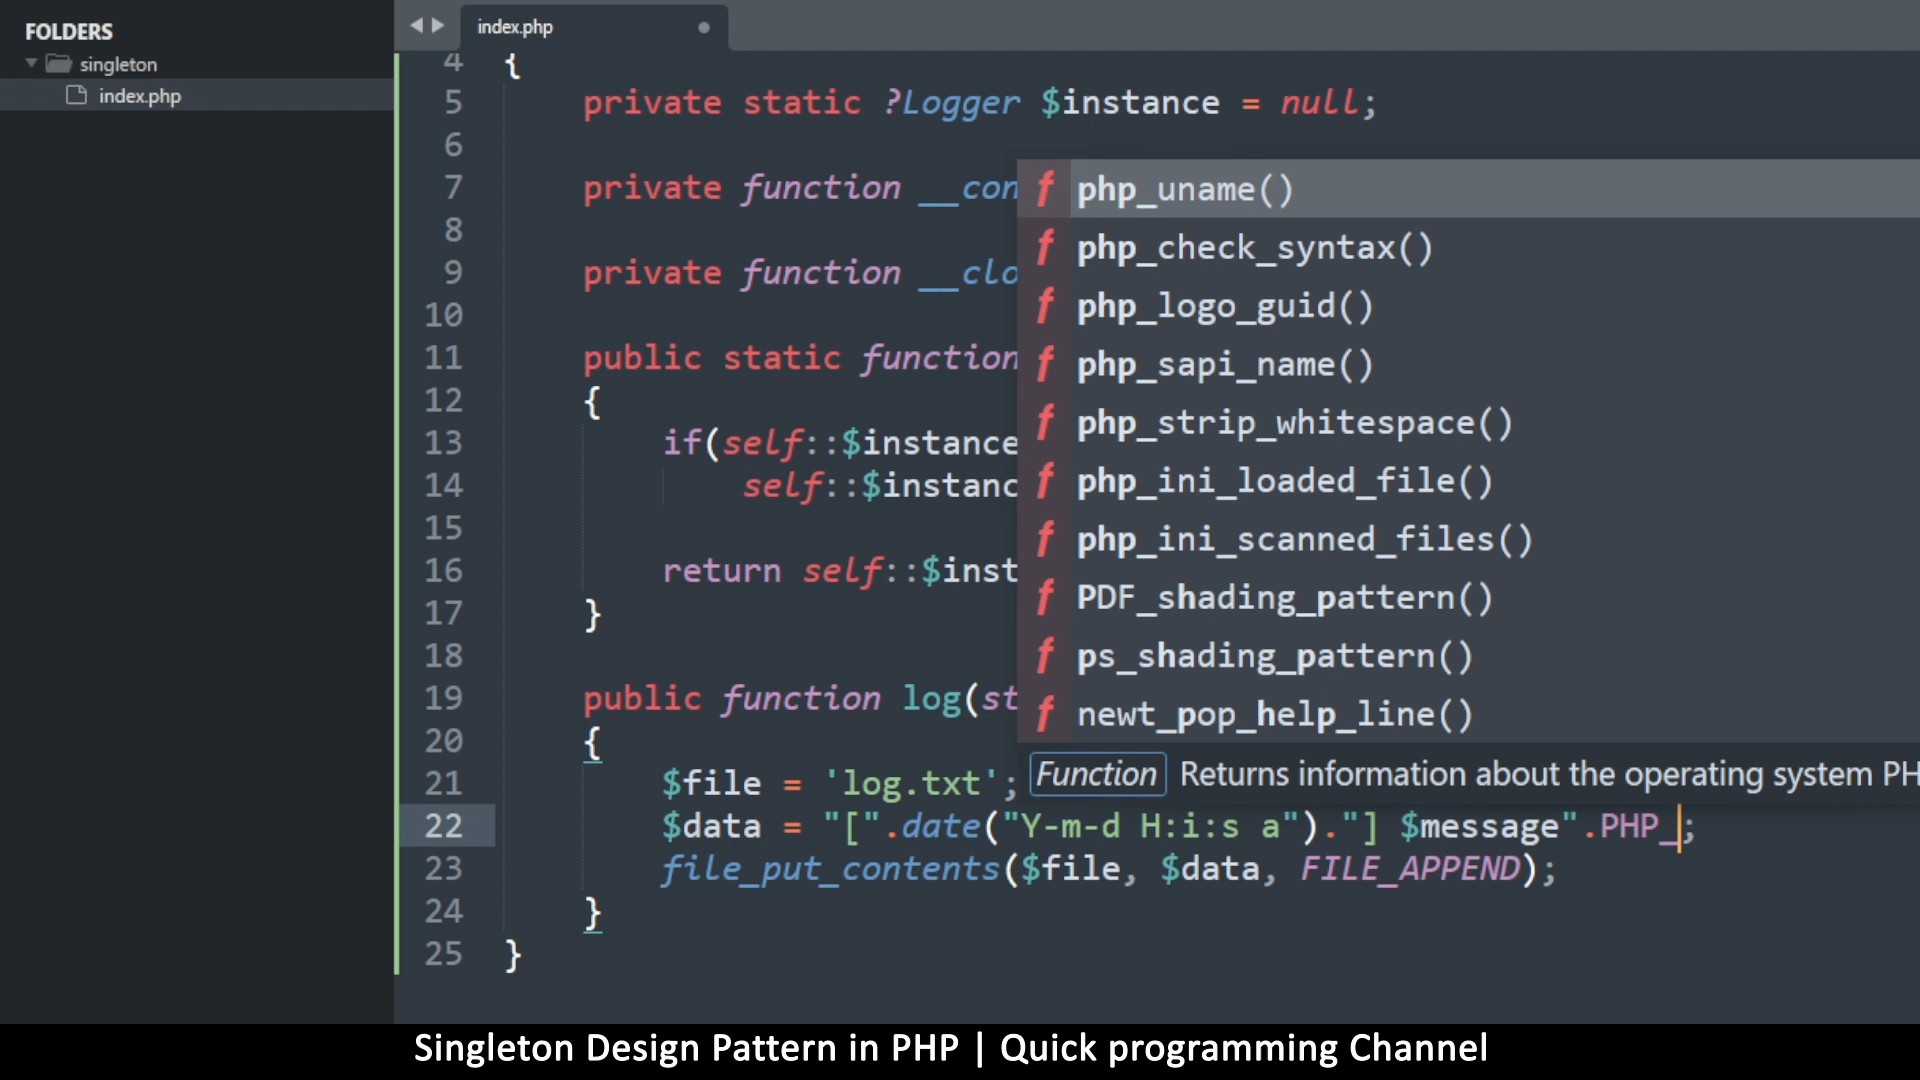 FOLDERS
singleton
index.php
index.php
4 {
5 private static ?Logger $instance = null;
6
7 private function __con
8
9 private function __clo
10
11 public static function
12 {
13 if(self::$instance
14 self::$instanc
15
16 return self::$inst
17 }
18
19 public function log(st
20 {
21 $file = 'log.txt';
22 $data = "[".date("Y-m-d H:i:s a")."] $message".PHP_;
23 file_put_contents($file, $data, FILE_APPEND);
24 }
25 }
f php_uname()
f php_check_syntax()
f php_logo_guid()
f php_sapi_name()
f php_strip_whitespace()
f php_ini_loaded_file()
f php_ini_scanned_files()
f PDF_shading_pattern()
f ps_shading_pattern()
f newt_pop_help_line()
Function Returns information about the operating system PH
Singleton Design Pattern in PHP | Quick programming Channel